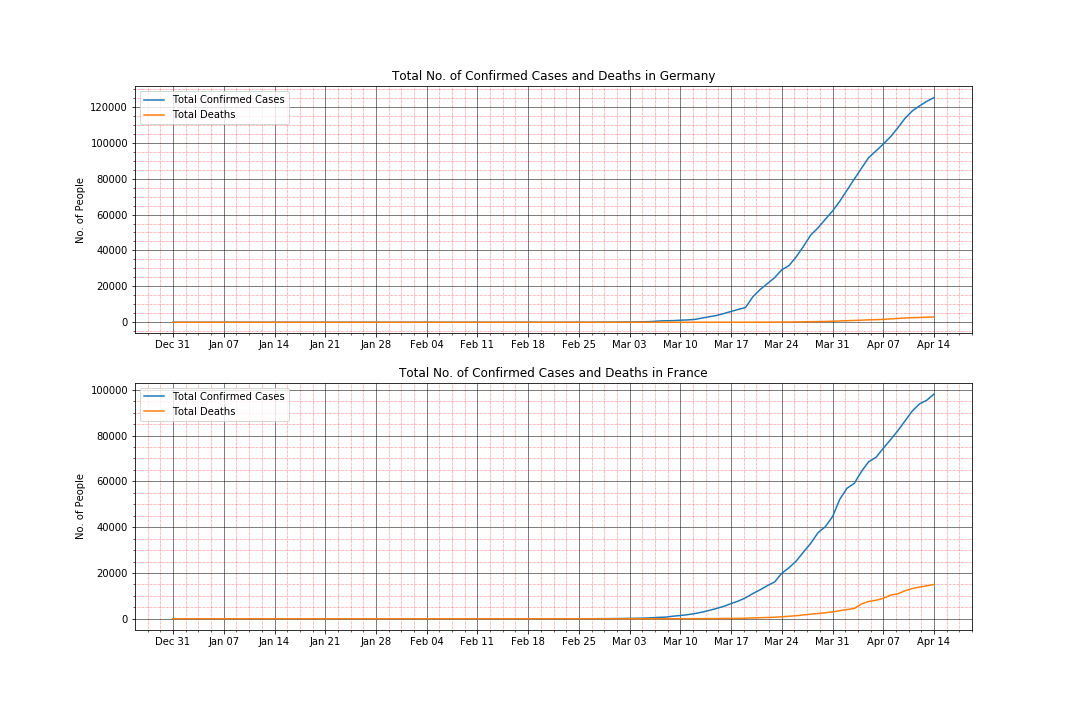 Total No. of Confirmed Cases and Deaths in Germany
Total Confirmed Cases
Total Deaths
No. of People
120000
100000
80000
60000
40000
20000
0
Dec 31 Jan 07 Jan 14 Jan 21 Jan 28 Feb 04 Feb 11 Feb 18 Feb 25 Mar 03 Mar 10 Mar 17 Mar 24 Mar 31 Apr 07 Apr 14
Total No. of Confirmed Cases and Deaths in France
Total Confirmed Cases
Total Deaths
No. of People
100000
80000
60000
40000
20000
0
Dec 31 Jan 07 Jan 14 Jan 21 Jan 28 Feb 04 Feb 11 Feb 18 Feb 25 Mar 03 Mar 10 Mar 17 Mar 24 Mar 31 Apr 07 Apr 14